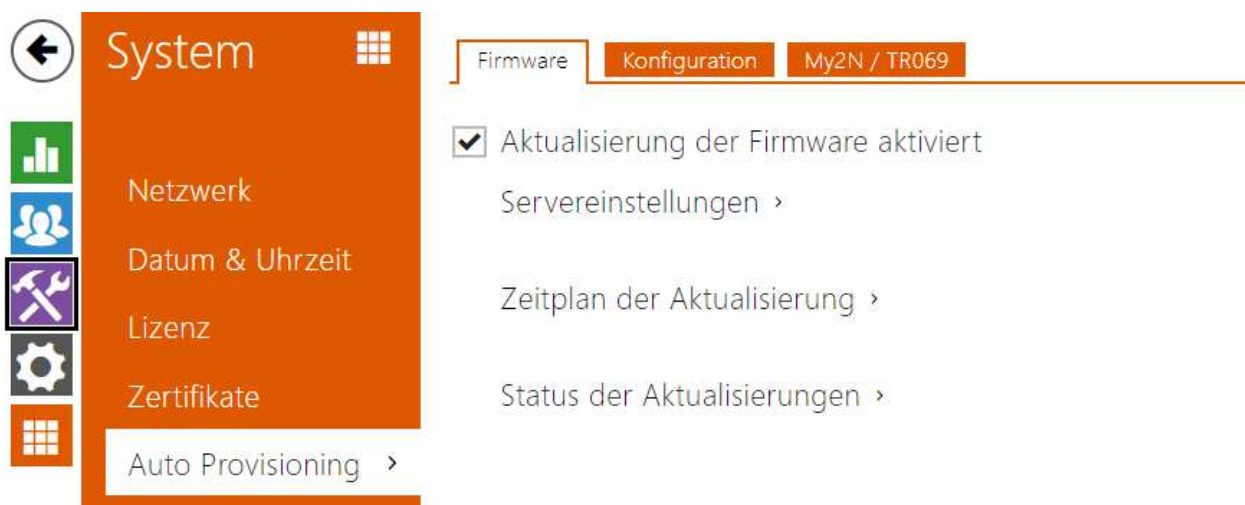 System
Netzwerk
Datum & Uhrzeit
Lizenz
Zertifikate
Auto Provisioning ›
Firmware Konfiguration My2N / TR069
Aktualisierung der Firmware aktiviert
Servereinstellungen ›
Zeitplan der Aktualisierung ›
Status der Aktualisierungen ›